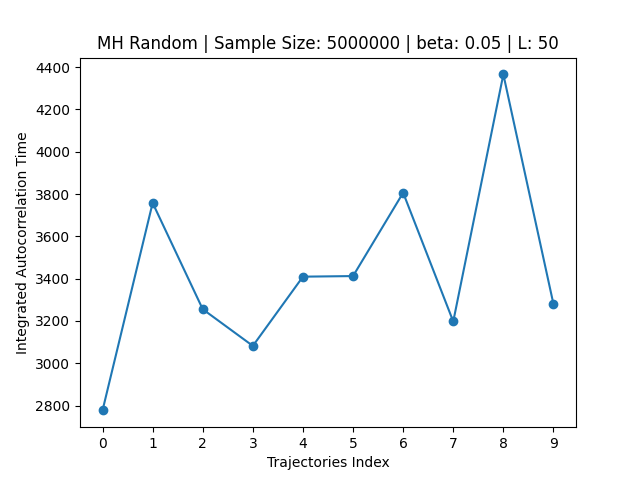 MH Random | Sample Size: 5000000 | beta: 0.05 | L: 50
4400
4200
4000
3800
3600
3400
3200
3000
2800
Integrated Autocorrelation Time
0 1 2 3 4 5 6 7 8 9
Trajectories Index